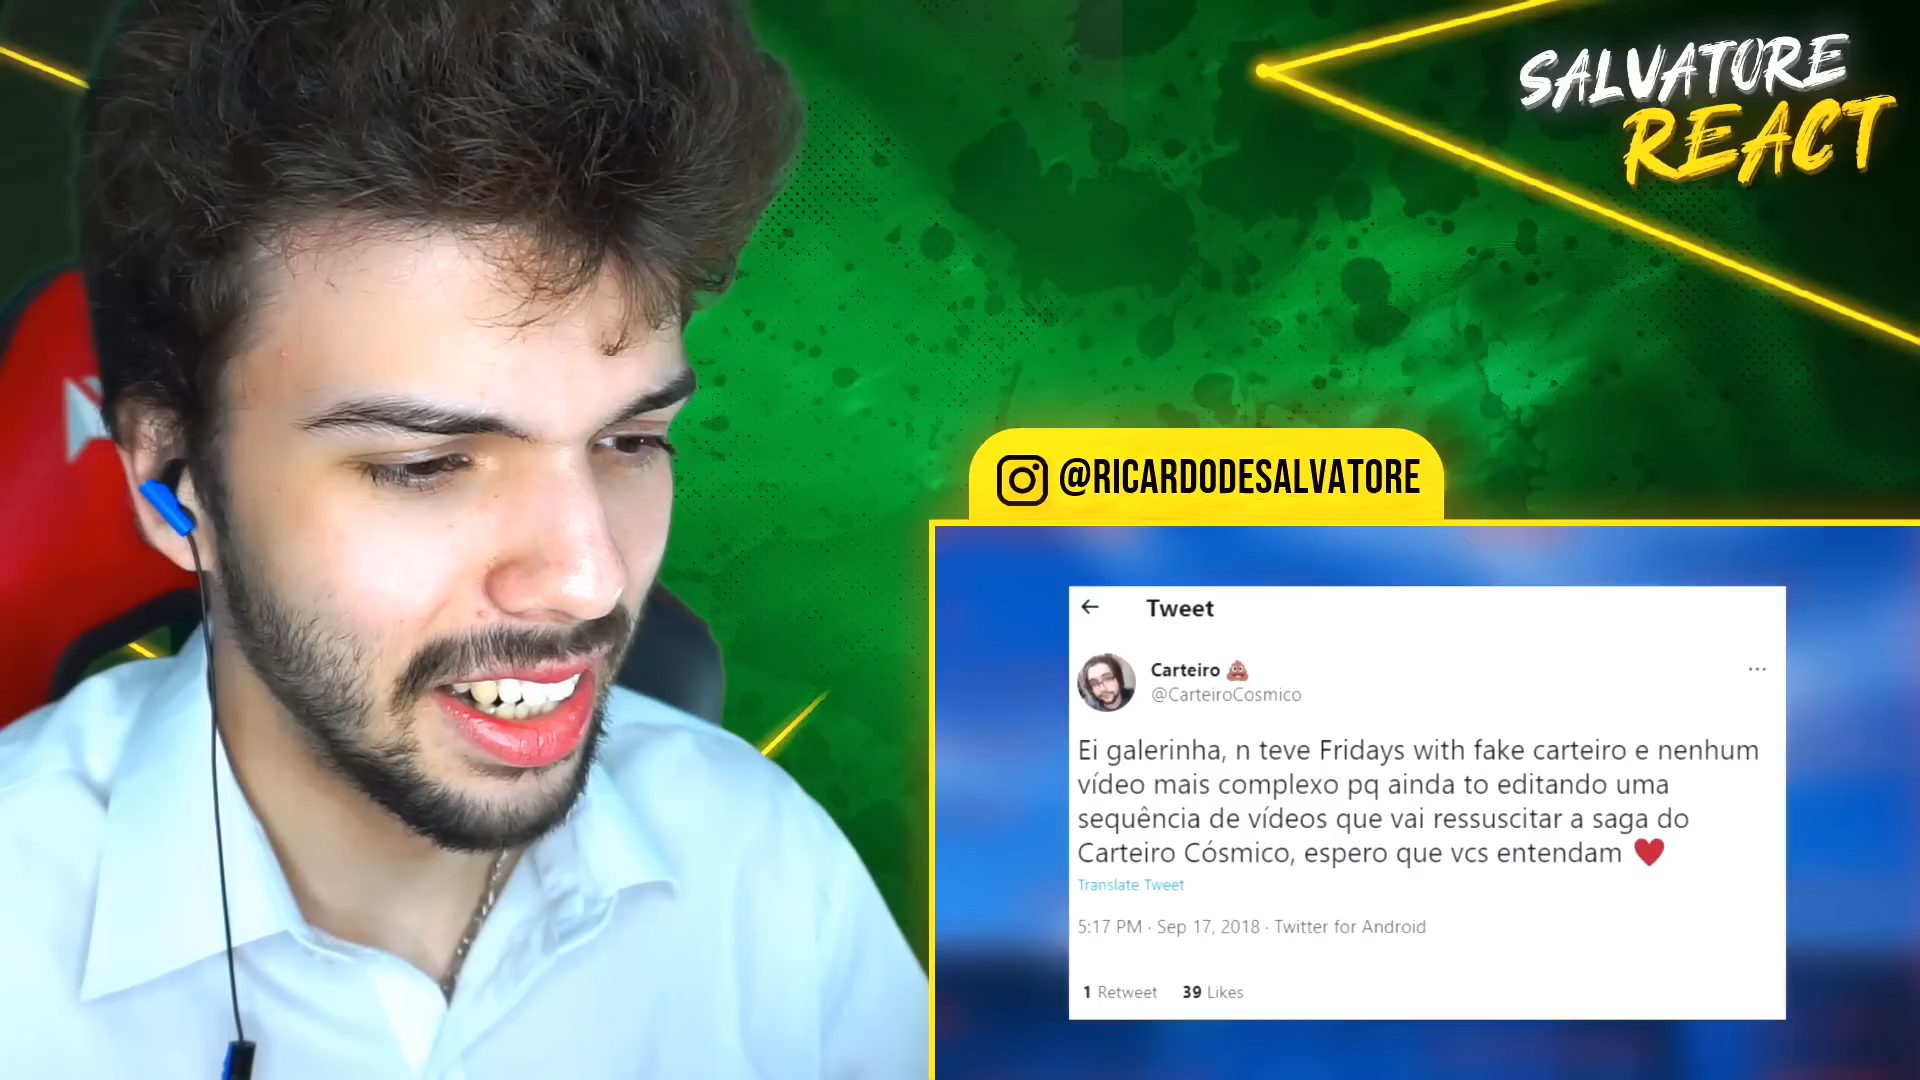 SALVATORE
REACT
@RICARDODESALVATORE
Tweet
Carteiro 💩
@CarteiroCosmico
Ei galerinha, n teve Fridays with fake carteiro e nenhum
vídeo mais complexo pq ainda to editando uma
sequência de vídeos que vai ressuscitar a saga do
Carteiro Cósmico, espero que vcs entendam ❤️
Translate Tweet
5:17 PM · Sep 17, 2018 · Twitter for Android
1 Retweet 39 Likes